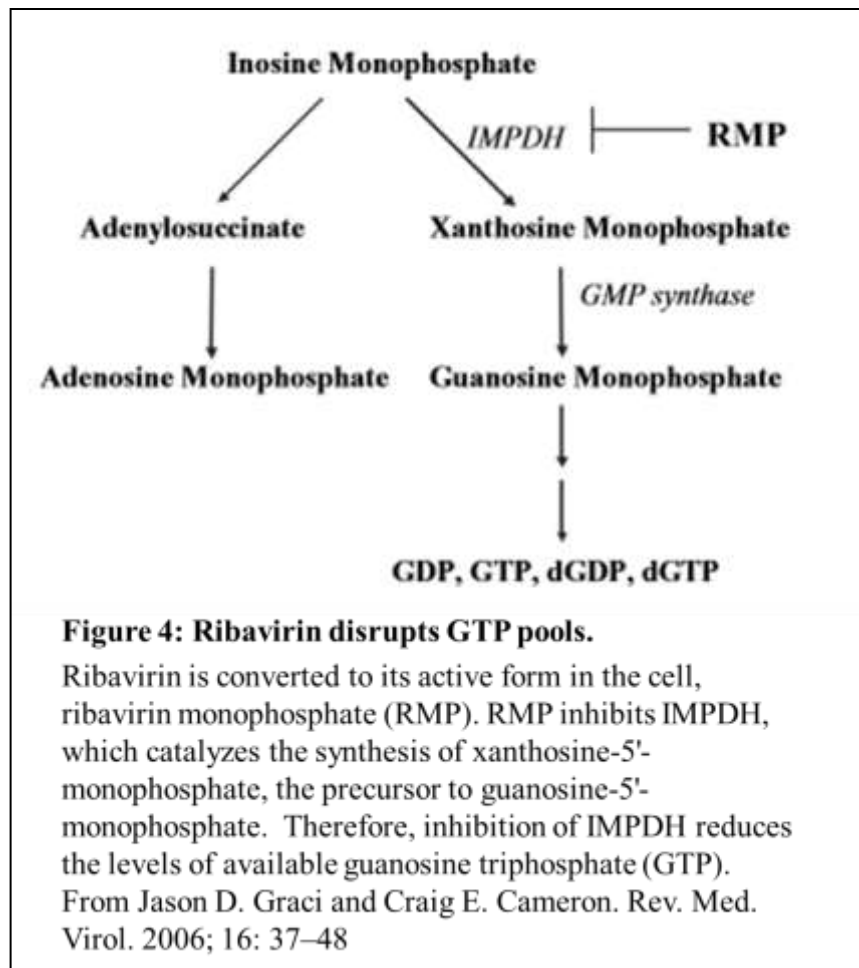 Inosine Monophosphate
IMPDH
RMP
Adenylosuccinate
Xanthosine Monophosphate
GMP synthase
Adenosine Monophosphate
Guanosine Monophosphate
GDP, GTP, dGDP, dGTP
Figure 4: Ribavirin disrupts GTP pools.
Ribavirin is converted to its active form in the cell,
ribavirin monophosphate (RMP). RMP inhibits IMPDH,
which catalyzes the synthesis of xanthosine-5'-
monophosphate, the precursor to guanosine-5'-
monophosphate.  Therefore, inhibition of IMPDH reduces
the levels of available guanosine triphosphate (GTP).
From Jason D. Graci and Craig E. Cameron. Rev. Med.
Virol. 2006; 16: 37–48